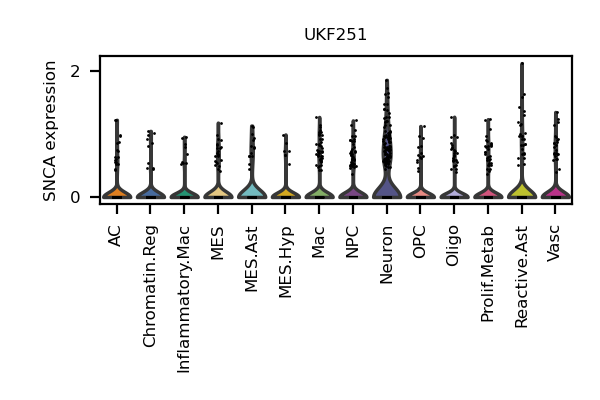 UKF251
SNCA expression
2
0
AC
Chromatin.Reg
Inflammatory.Mac
MES
MES.Ast
MES.Hyp
Mac
NPC
Neuron
OPC
Oligo
Prolif.Metab
Reactive.Ast
Vasc